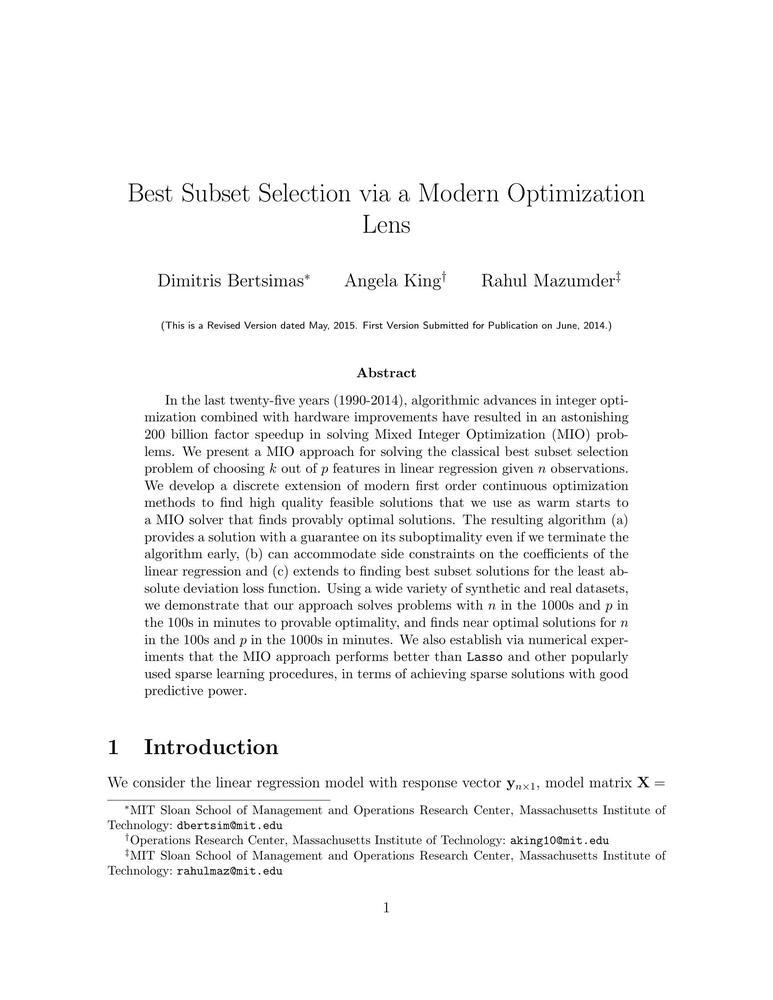 Best Subset Selection via a Modern Optimization
Lens
Dimitris Bertsimas* Angela King† Rahul Mazumder‡
(This is a Revised Version dated May, 2015. First Version Submitted for Publication on June, 2014.)
Abstract
In the last twenty-five years (1990-2014), algorithmic advances in integer opti-
mization combined with hardware improvements have resulted in an astonishing
200 billion factor speedup in solving Mixed Integer Optimization (MIO) prob-
lems. We present a MIO approach for solving the classical best subset selection
problem of choosing k out of p features in linear regression given n observations.
We develop a discrete extension of modern first order continuous optimization
methods to find high quality feasible solutions that we use as warm starts to
a MIO solver that finds provably optimal solutions. The resulting algorithm (a)
provides a solution with a guarantee on its suboptimality even if we terminate the
algorithm early, (b) can accommodate side constraints on the coefficients of the
linear regression and (c) extends to finding best subset solutions for the least ab-
solute deviation loss function. Using a wide variety of synthetic and real datasets,
we demonstrate that our approach solves problems with n in the 1000s and p in
the 100s in minutes to provable optimality, and finds near optimal solutions for n
in the 100s and p in the 1000s in minutes. We also establish via numerical exper-
iments that the MIO approach performs better than Lasso and other popularly
used sparse learning procedures, in terms of achieving sparse solutions with good
predictive power.
1 Introduction
We consider the linear regression model with response vector y_{n×1}, model matrix X =
*MIT Sloan School of Management and Operations Research Center, Massachusetts Institute of
Technology: dbertsim@mit.edu
†Operations Research Center, Massachusetts Institute of Technology: aking10@mit.edu
‡MIT Sloan School of Management and Operations Research Center, Massachusetts Institute of
Technology: rahulmaz@mit.edu
1